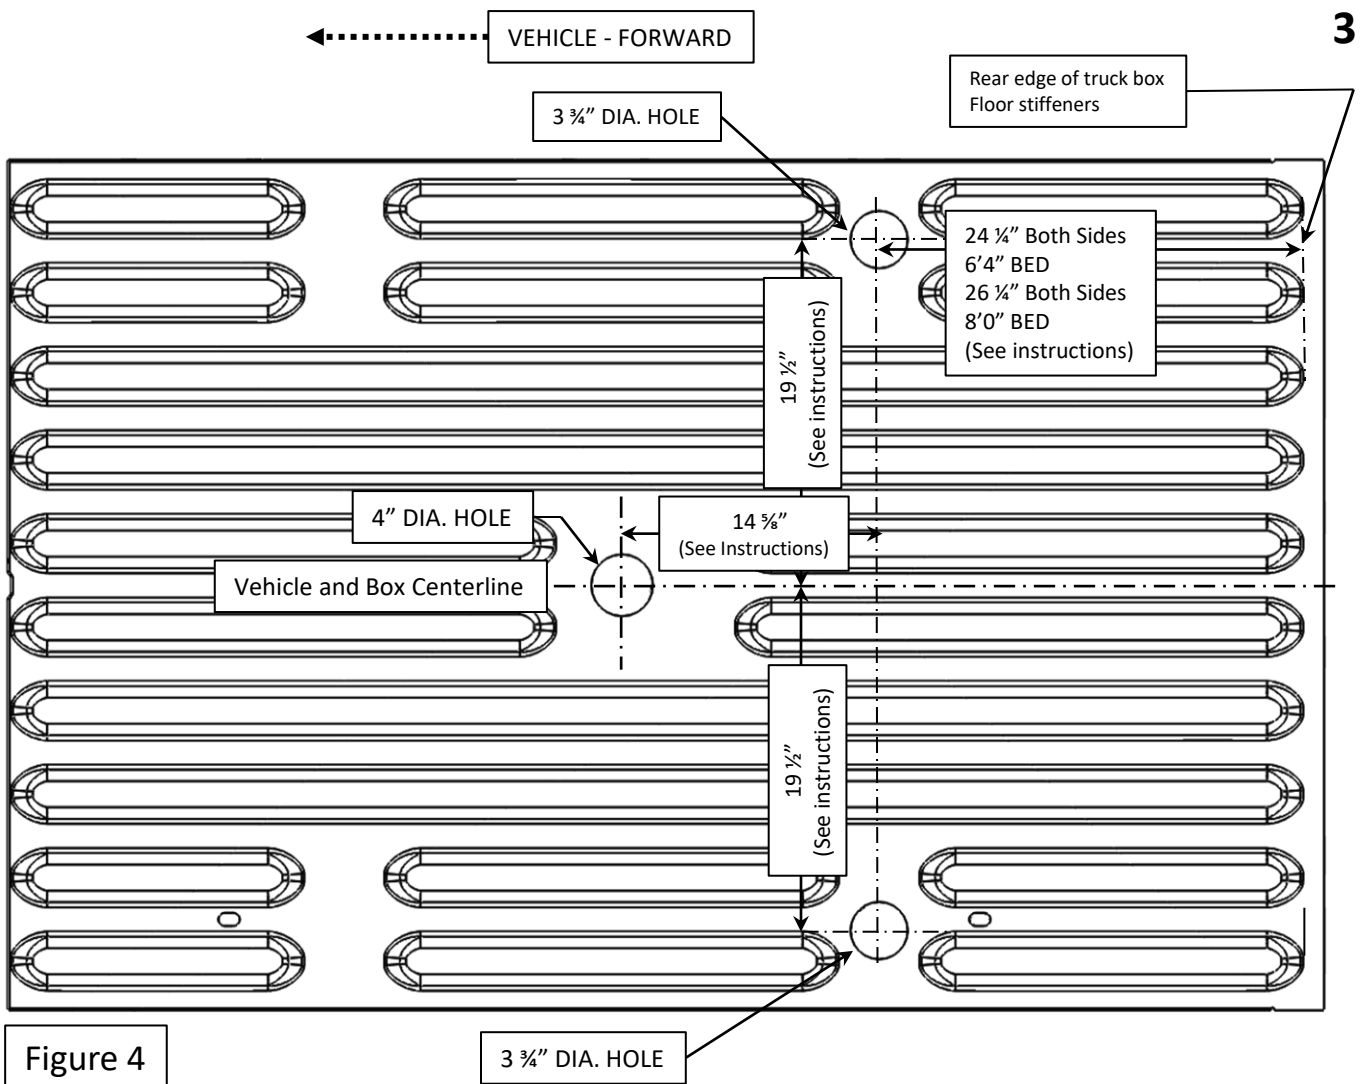 VEHICLE - FORWARD
3
Rear edge of truck box
Floor stiffeners
3 ¾” DIA. HOLE
24 ¼” Both Sides
6’4” BED
26 ¼” Both Sides
8’0” BED
(See instructions)
19 ½”
(See instructions)
4” DIA. HOLE
14 ⅝”
(See Instructions)
Vehicle and Box Centerline
19 ½”
(See instructions)
Figure 4
3 ¾” DIA. HOLE